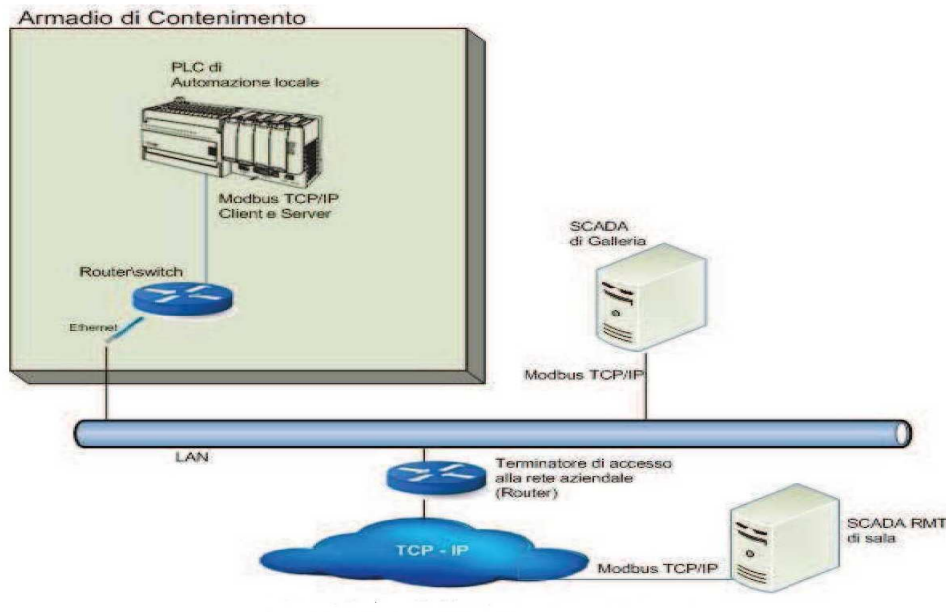 Armadio di Contenimento
PLC di
Automazione locale
Modbus TCP/IP
Client e Server
Router\switch
Ethernet
SCADA
di Galleria
Modbus TCP/IP
LAN
Terminatore di accesso
alla rete aziendale
(Router)
TCP - IP
SCADA RMT
di sala
Modbus TCP/IP